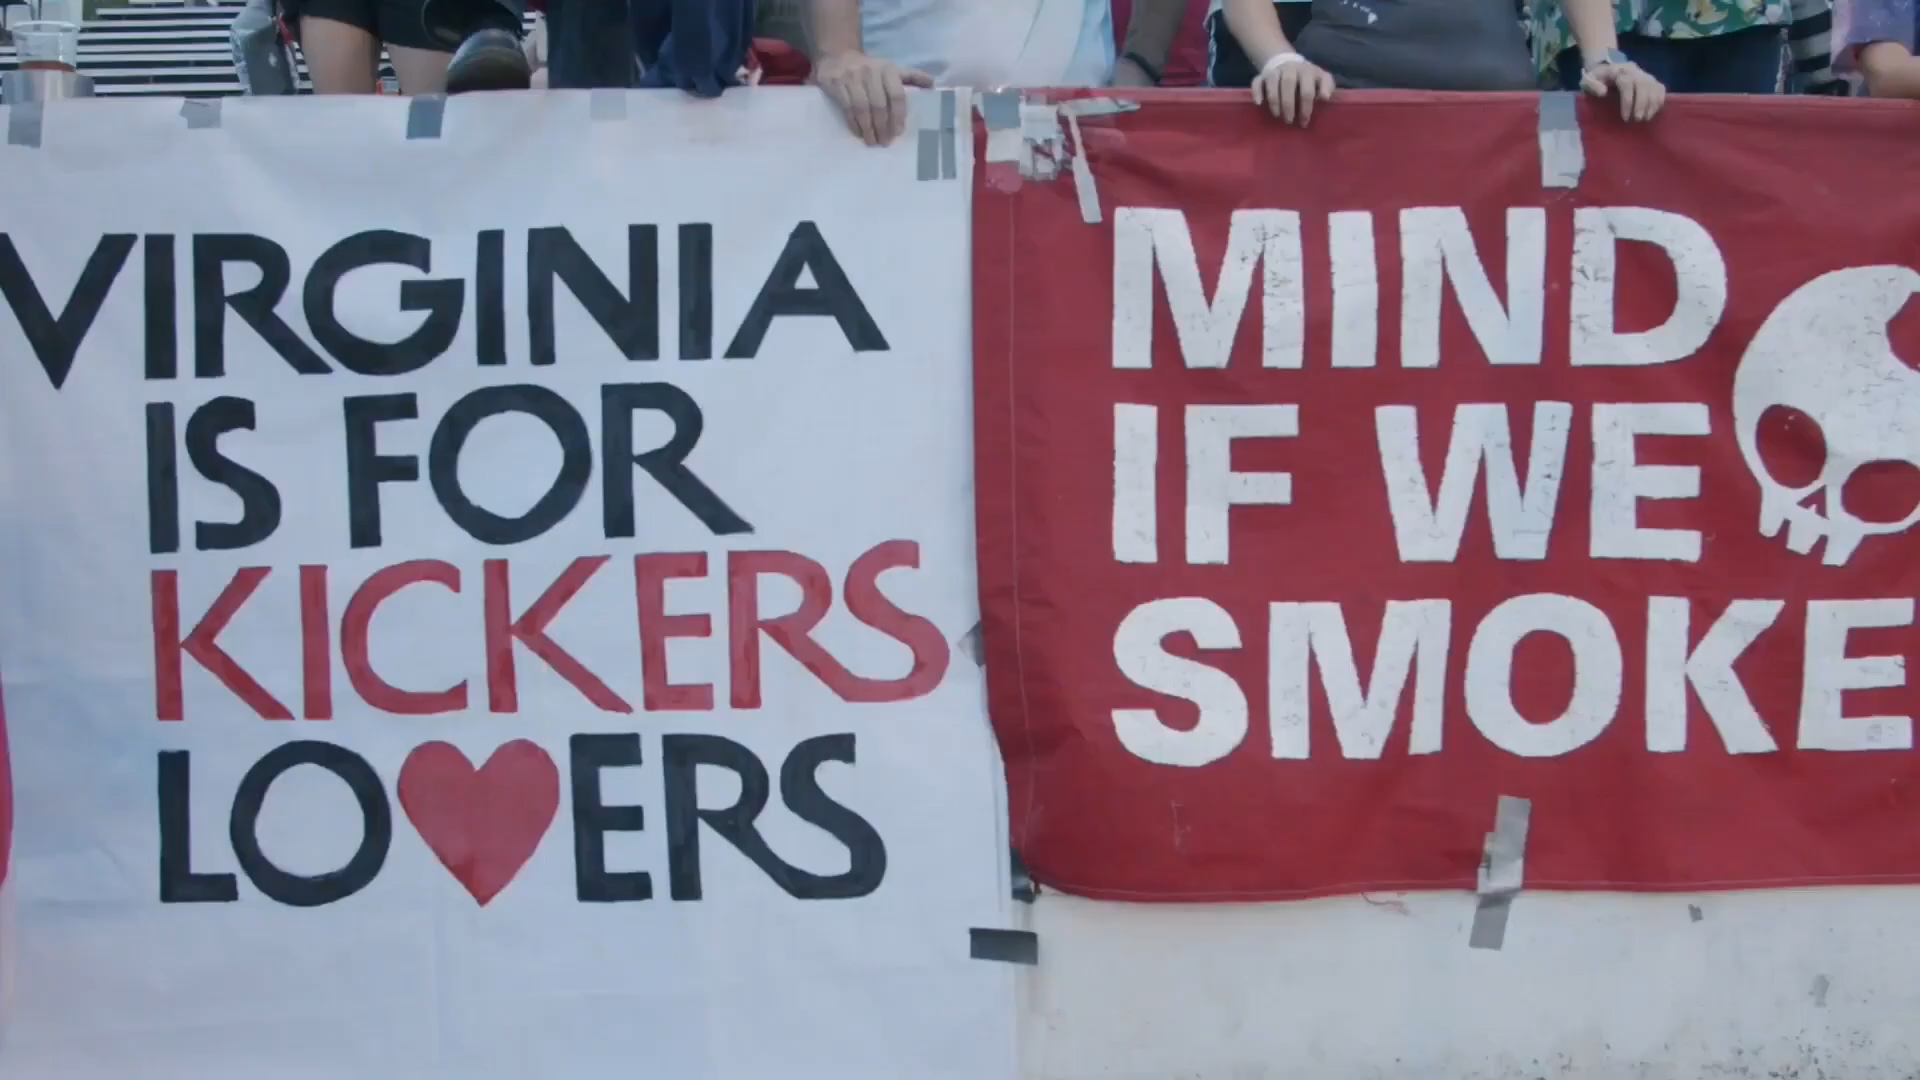 VIRGINIA
IS FOR
KICKERS
LO♥ERS
MIND
IF WE
SMOKE